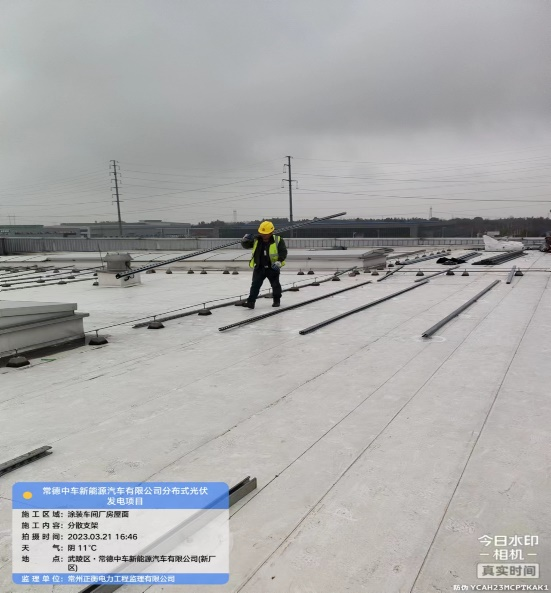 常德中车新能源汽车有限公司分布式光伏
发电项目
施工区域：涂装车间厂房屋面
施工内容：分散支架
拍摄时间：2023.03.21 16:46
天气：阴 11℃
地点：武陵区·常德中车新能源汽车有限公司(新厂
区)
监理单位：常州正衡电力工程监理有限公司
今日水印
相机
真实时间
防伪 YCAH23MCPTKAK1